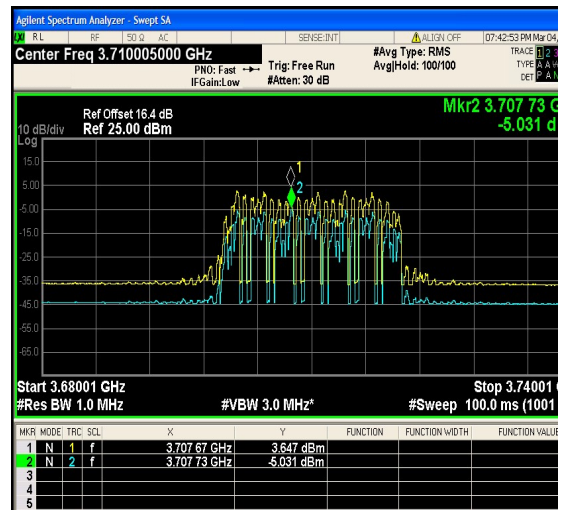 Agilent Spectrum Analyzer - Swept SA
RL RF 50 Ω AC SENSE:INT ALIGN OFF 07:42:53 PM Mar 04,
Center Freq 3.710005000 GHz
#Avg Type: RMS
TRACE 1 2 3
PNO: Fast Trig: Free Run Avg|Hold: 100/100
TYPE A A W
IFGain:Low #Atten: 30 dB
DET P A N
Mkr2 3.707 73 G
Ref Offset 16.4 dB
10 dB/div Ref 25.00 dBm
-5.031 d
Log
15.0
5.00
-5.00
-15.0
-25.0
-35.0
-45.0
-55.0
-65.0
1
2
Start 3.68001 GHz Stop 3.74001
#Res BW 1.0 MHz #VBW 3.0 MHz* #Sweep 100.0 ms (1001
MKR MODE TRC SCL X Y FUNCTION FUNCTION WIDTH FUNCTION VALUE
1 N 1 f 3.707 67 GHz 3.647 dBm
2 N 2 f 3.707 73 GHz -5.031 dBm
3
4
5